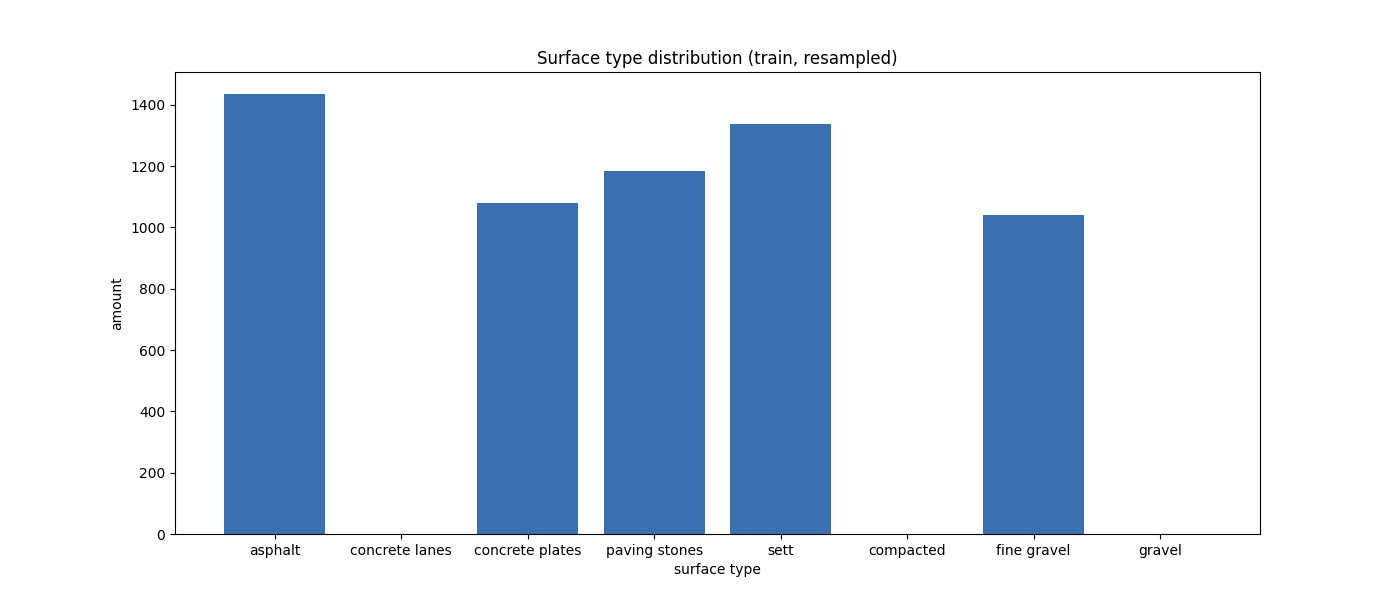 Surface type distribution (train, resampled)
1400
1200
1000
800
600
400
200
0
amount
asphalt concrete lanes concrete plates paving stones sett compacted fine gravel gravel
surface type